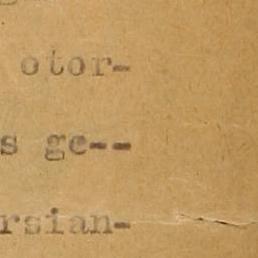 otor-
s ge--
rsian-